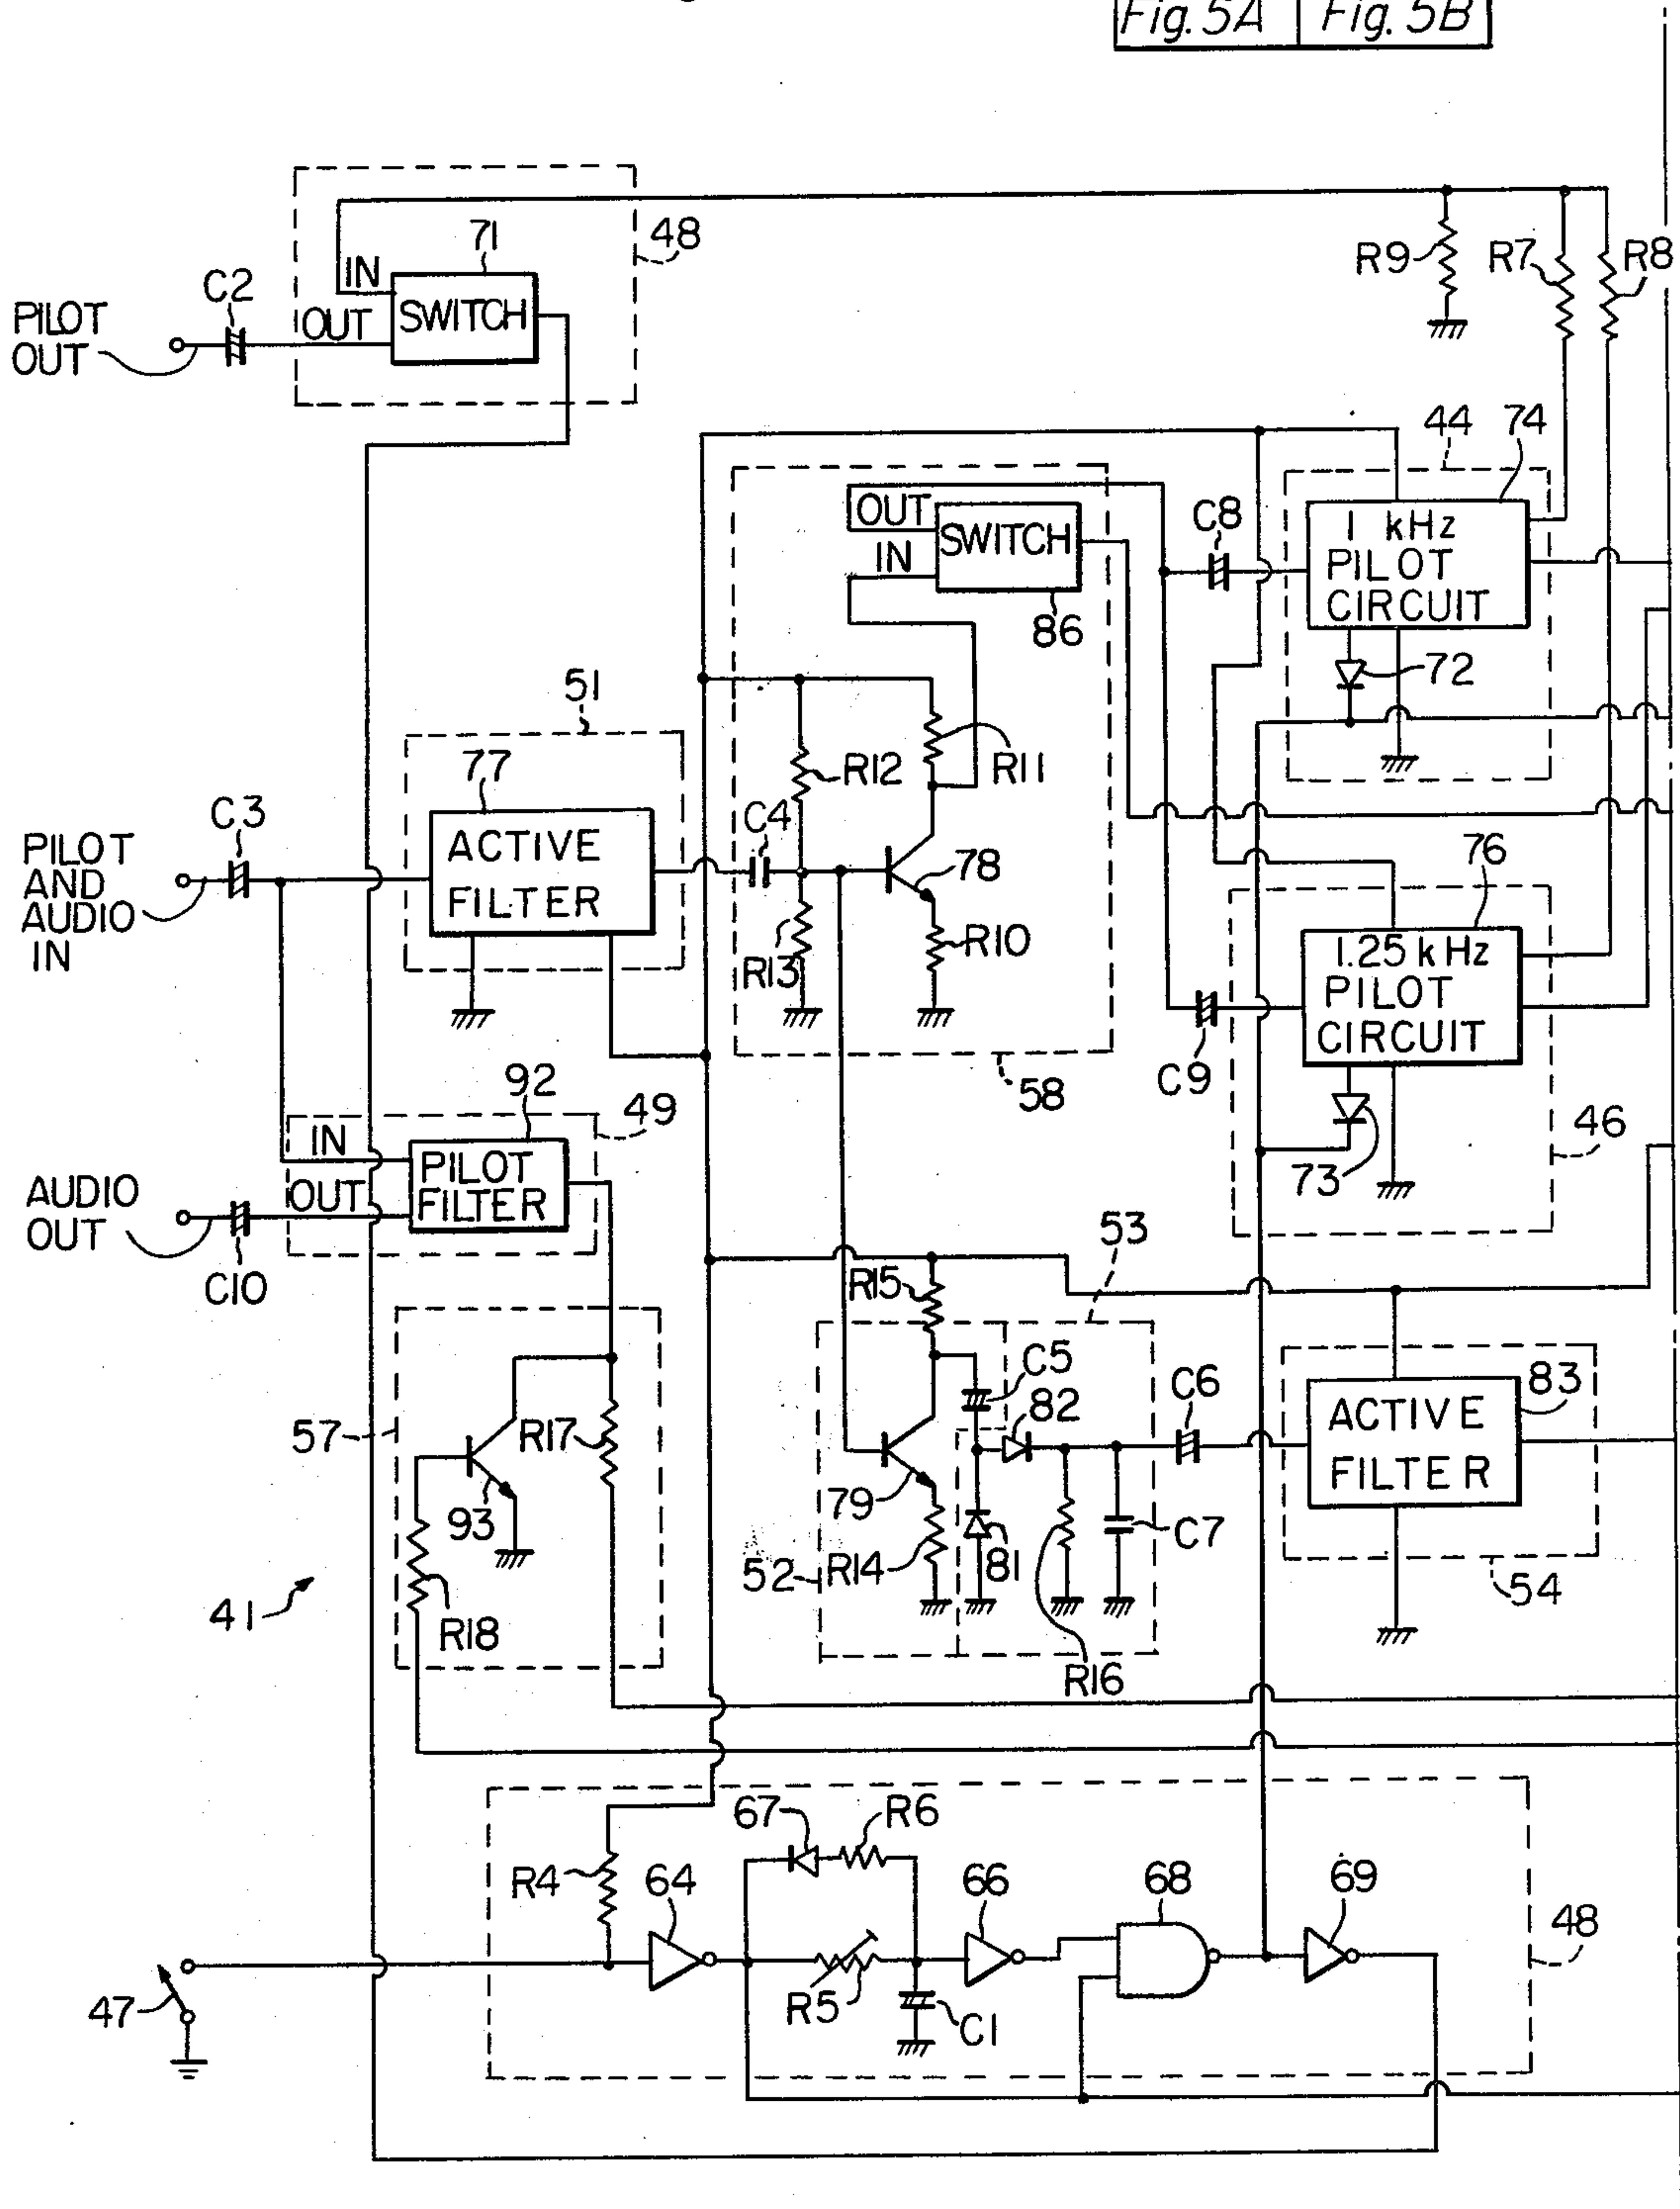 Fig. 5A Fig. 5B
48
71
IN
OUT
SWITCH
C2
PILOT
OUT
R9
R7
R8
44
74
OUT
IN
SWITCH
86
C8
1 kHz
PILOT
CIRCUIT
72
51
77
ACTIVE
FILTER
C3
PILOT
AND
AUDIO
IN
R12
R11
C4
78
R13
R10
58
76
1.25 kHz
PILOT
CIRCUIT
C9
73
46
92
49
IN
OUT
PILOT
FILTER
AUDIO
OUT
C10
53
R15
C5
82
C6
83
ACTIVE
FILTER
57
R17
93
R18
79
52
R14
81
C7
R16
54
41
67
R6
R4
64
66
68
69
48
R5
C1
47